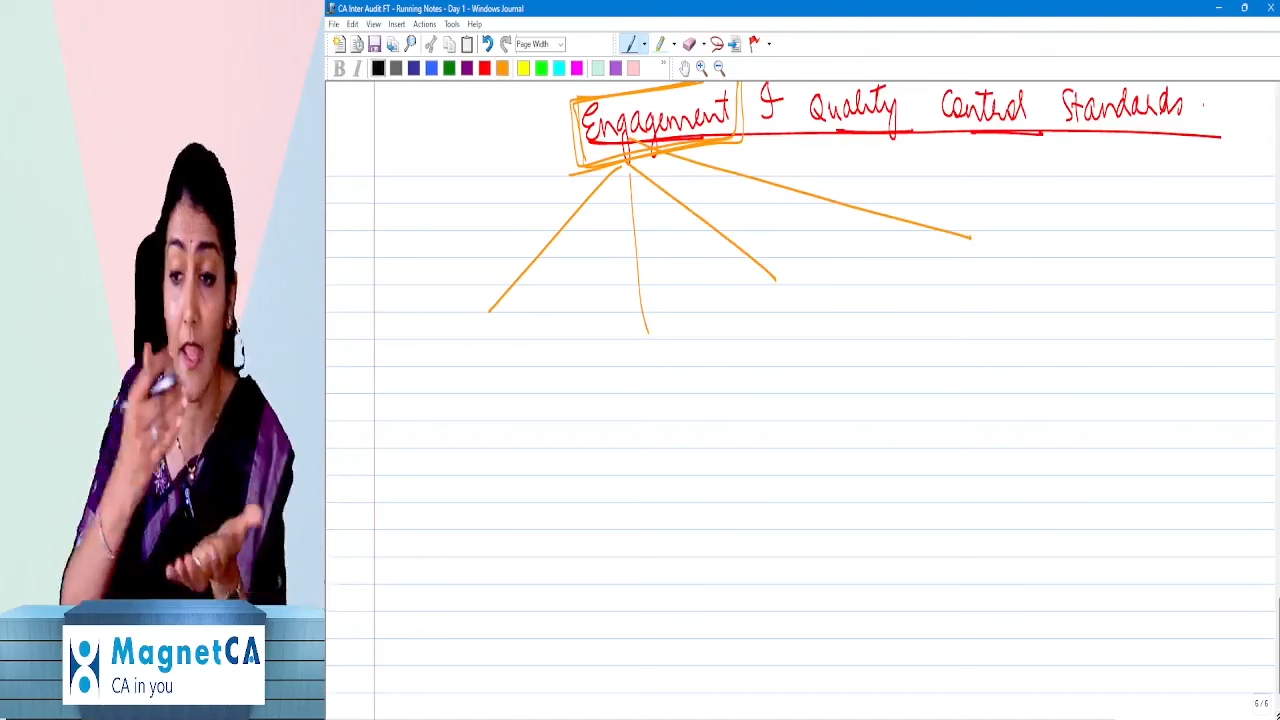 CA Inter Audit FT - Running Notes - Day 1 - Windows Journal
File Edit View Insert Actions Tools Help
Page Width
B I
Engagement & Quality Control Standards
MagnetCA
CA in you
6 / 6